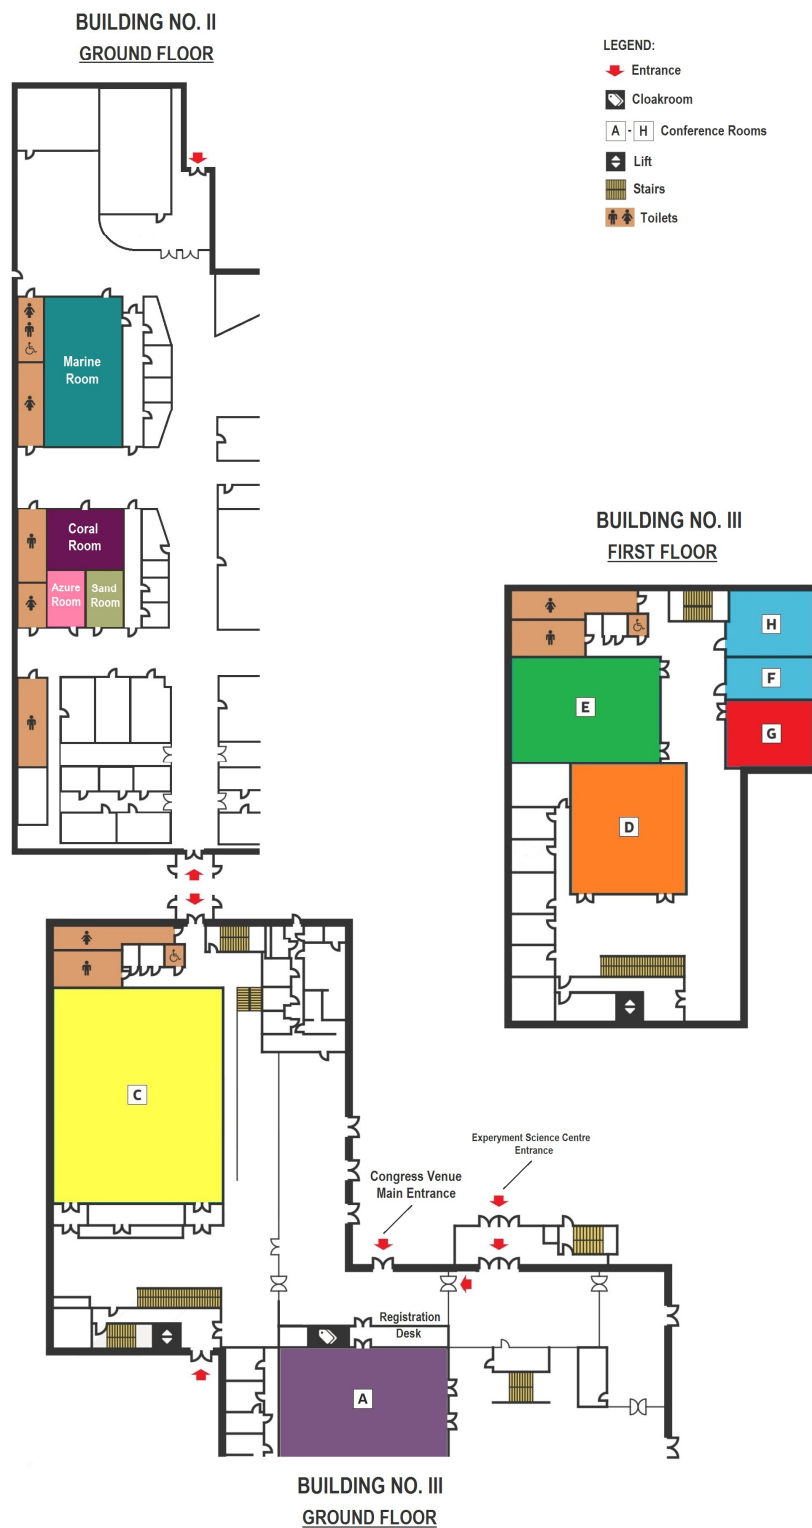 BUILDING NO. II
GROUND FLOOR
LEGEND:
Entrance
Cloakroom
A - H Conference Rooms
Lift
Stairs
Toilets
Marine
Room
Coral
Room
Azure
Room
Sand
Room
BUILDING NO. III
FIRST FLOOR
H
F
E
G
D
C
Experyment Science Centre
Entrance
Congress Venue
Main Entrance
Registration
Desk
A
BUILDING NO. III
GROUND FLOOR